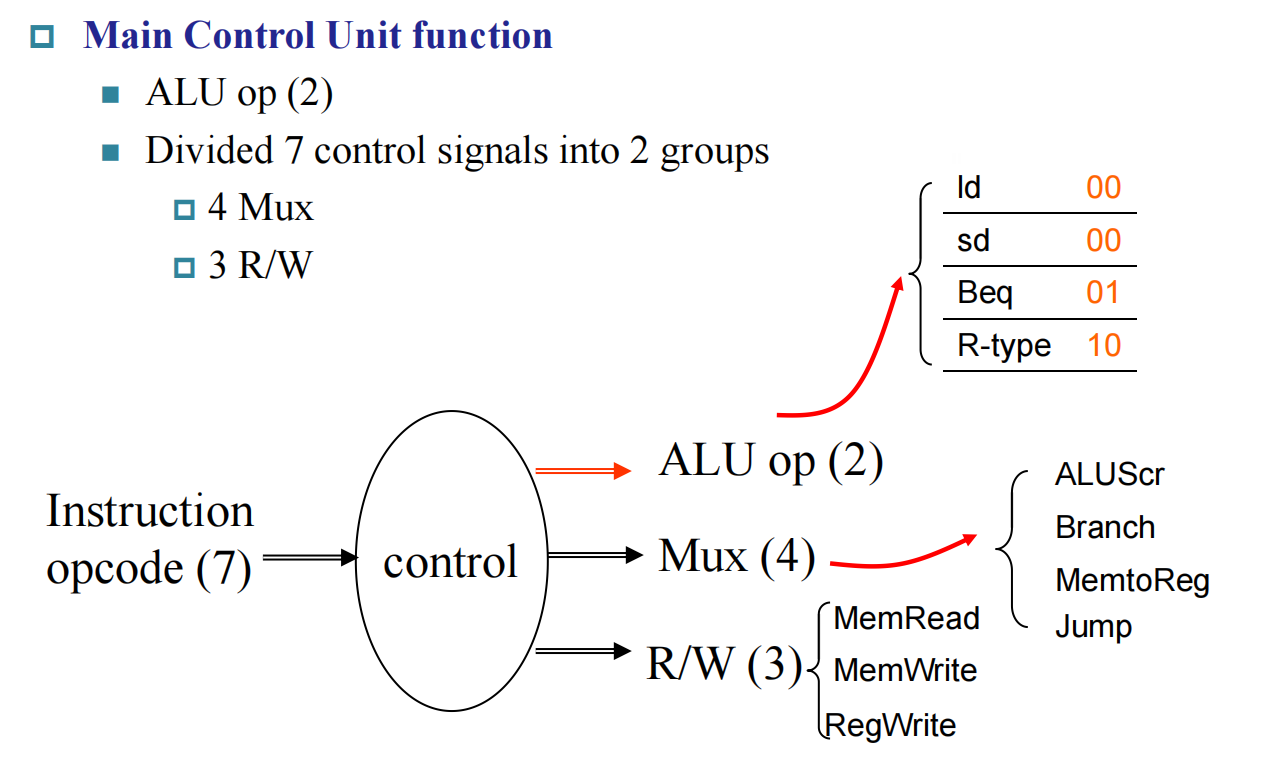 Main Control Unit function
ALU op (2)
Divided 7 control signals into 2 groups
4 Mux
3 R/W
ld 00
sd 00
Beq 01
R-type 10
Instruction
opcode (7)
control
ALU op (2)
Mux (4)
R/W (3)
ALUScr
Branch
MemtoReg
Jump
MemRead
MemWrite
RegWrite